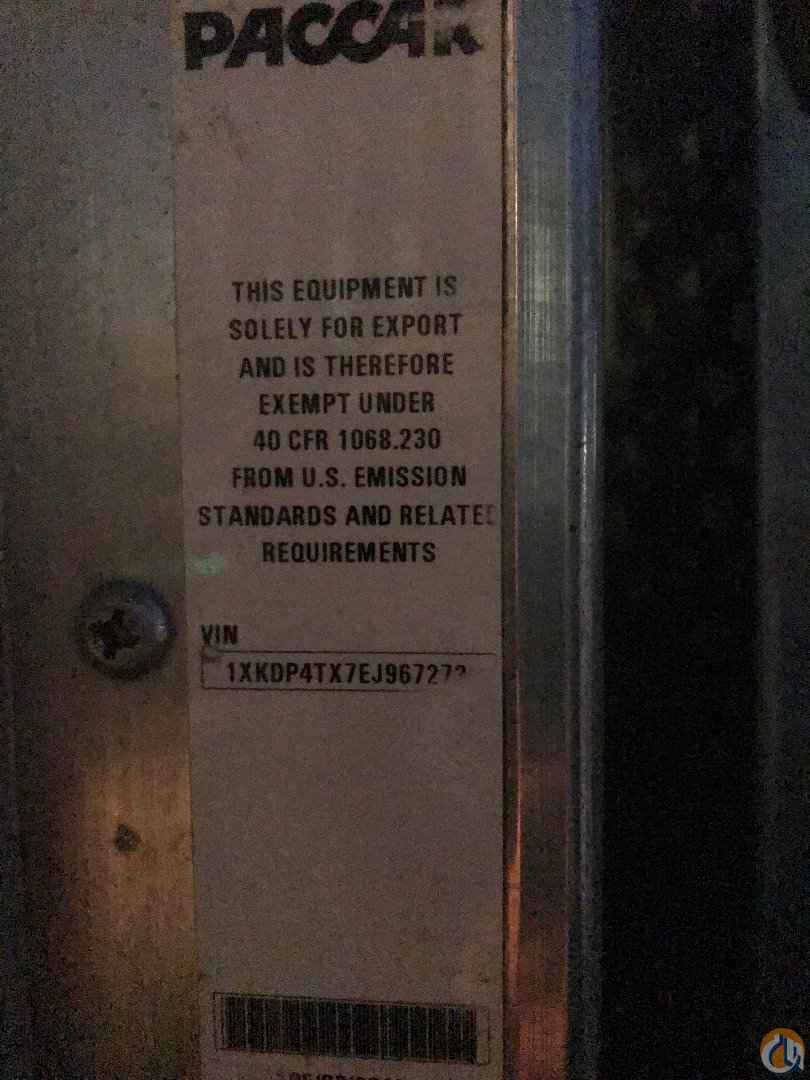 PACCAR
THIS EQUIPMENT IS
SOLELY FOR EXPORT
AND IS THEREFORE
EXEMPT UNDER
40 CFR 1068.230
FROM U.S. EMISSION
STANDARDS AND RELATED
REQUIREMENTS
VIN
1XKDP4TX7EJ967272